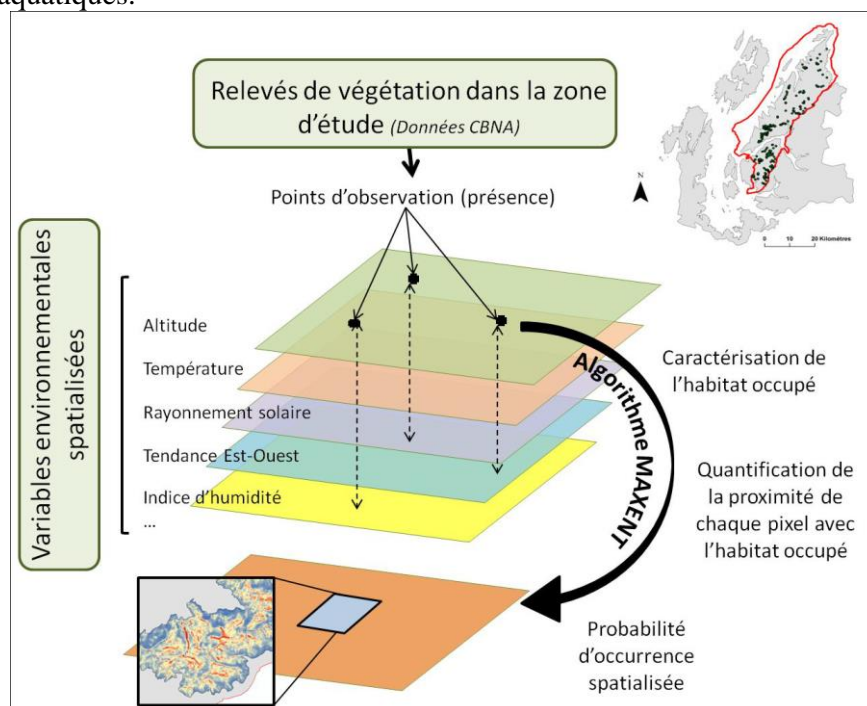 aquatiques.
Relevés de végétation dans la zone
d'étude (Données CBNA)
Points d'observation (présence)
N
0 10 20 Kilomètres
Variables environnementales
spatialisées
Altitude
Température
Rayonnement solaire
Tendance Est-Ouest
Indice d'humidité
...
Algorithme MAXENT
Caractérisation de
l'habitat occupé
Quantification de
la proximité de
chaque pixel avec
l'habitat occupé
Probabilité
d'occurrence
spatialisée